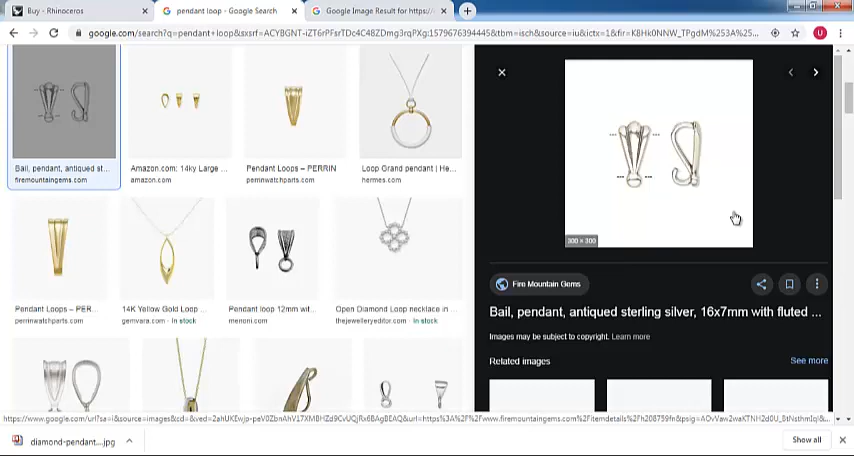 Buy - Rhinoceros
pendant loop - Google Search
Google Image Result for https://
google.com/search?q=pendant+loop&sxsrf=ACYBGNT-iZT6rPFsrTDc4C48ZDmg3rqPXg:1579676394445&tbm=isch&source=iu&ictx=1&fir=K8Hk0NNW_TPgdM%253A%25...
U
Bail, pendant, antiqued st...
firemountaingems.com
Amazon.com: 14ky Large ...
amazon.com
Pendant Loops – PERRIN
perrinwatchparts.com
Loop Grand pendant | He...
hermes.com
300 × 300
Pendant Loops – PER...
perrinwatchparts.com
14K Yellow Gold Loop ...
gemvara.com - In stock
Pendant loop 12mm wit...
menoni.com
Open Diamond Loop necklace in ...
thejewelleryeditor.com - In stock
Fire Mountain Gems
Bail, pendant, antiqued sterling silver, 16x7mm with fluted ...
Images may be subject to copyright. Learn more
Related images
See more
diamond-pendant....jpg
Show all